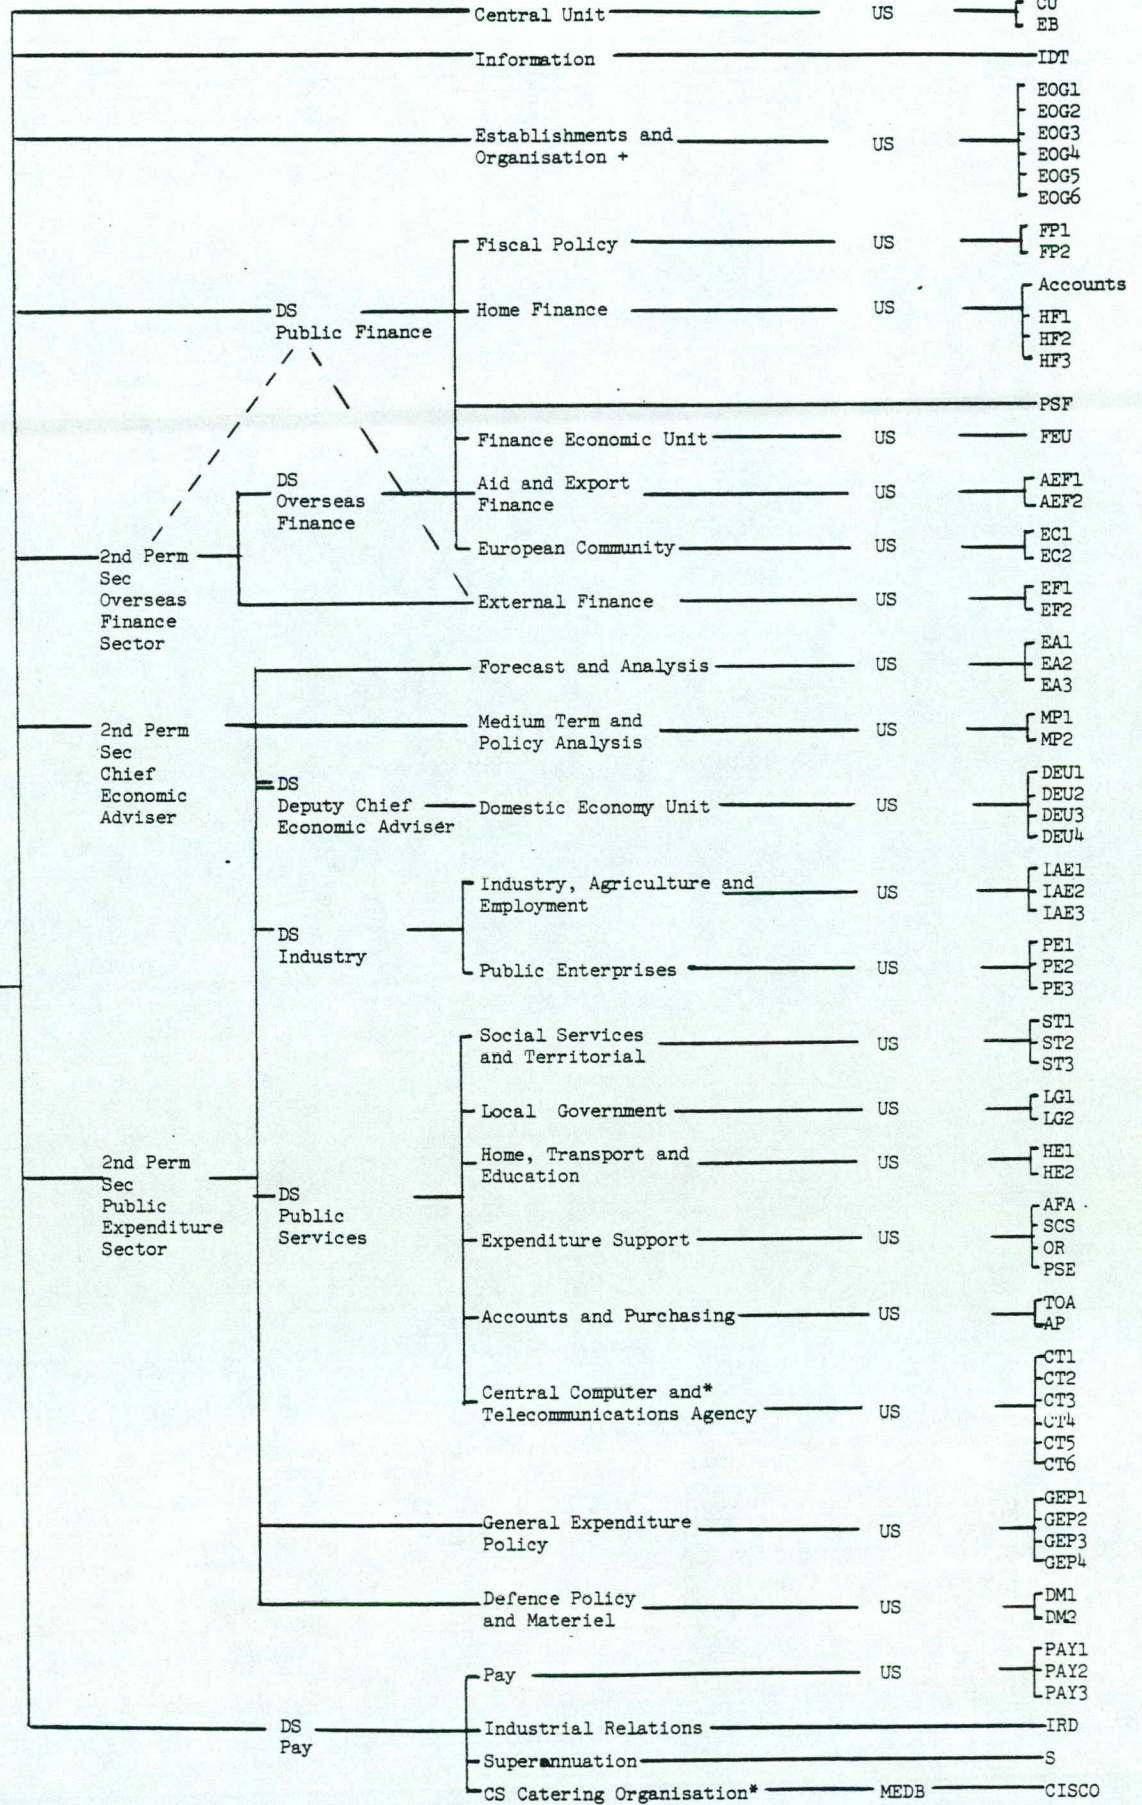 Central Unit US CU
EB
Information IDT
EOG1
EOG2
Establishments and US EOG3
Organisation + EOG4
EOG5
EOG6
Fiscal Policy US FP1
FP2
Accounts
DS Home Finance US HF1
Public Finance HF2
HF3
PSF
Finance Economic Unit US FEU
DS Aid and Export US AEF1
Overseas Finance AEF2
Finance
European Community US EC1
EC2
2nd Perm
Sec
Overseas
Finance
Sector
External Finance US EF1
EF2
Forecast and Analysis US EA1
EA2
EA3
2nd Perm
Sec
Chief
Economic
Adviser
Medium Term and US MP1
Policy Analysis MP2
DS
Deputy Chief
Economic Adviser
Domestic Economy Unit US DEU1
DEU2
DEU3
DEU4
DS
Industry
Industry, Agriculture and US IAE1
Employment IAE2
IAE3
Public Enterprises US PE1
PE2
PE3
2nd Perm
Sec
Public
Expenditure
Sector
DS
Public
Services
Social Services US ST1
and Territorial ST2
ST3
Local Government US LG1
LG2
Home, Transport and US HE1
Education HE2
Expenditure Support US AFA
SCS
OR
PSE
Accounts and Purchasing US TOA
AP
Central Computer and* US CT1
Telecommunications Agency CT2
CT3
CT4
CT5
CT6
General Expenditure US GEP1
Policy GEP2
GEP3
GEP4
Defence Policy US DM1
and Materiel DM2
DS
Pay
Pay US PAY1
PAY2
PAY3
Industrial Relations IRD
Superannuation S
CS Catering Organisation* MEDB CISCO